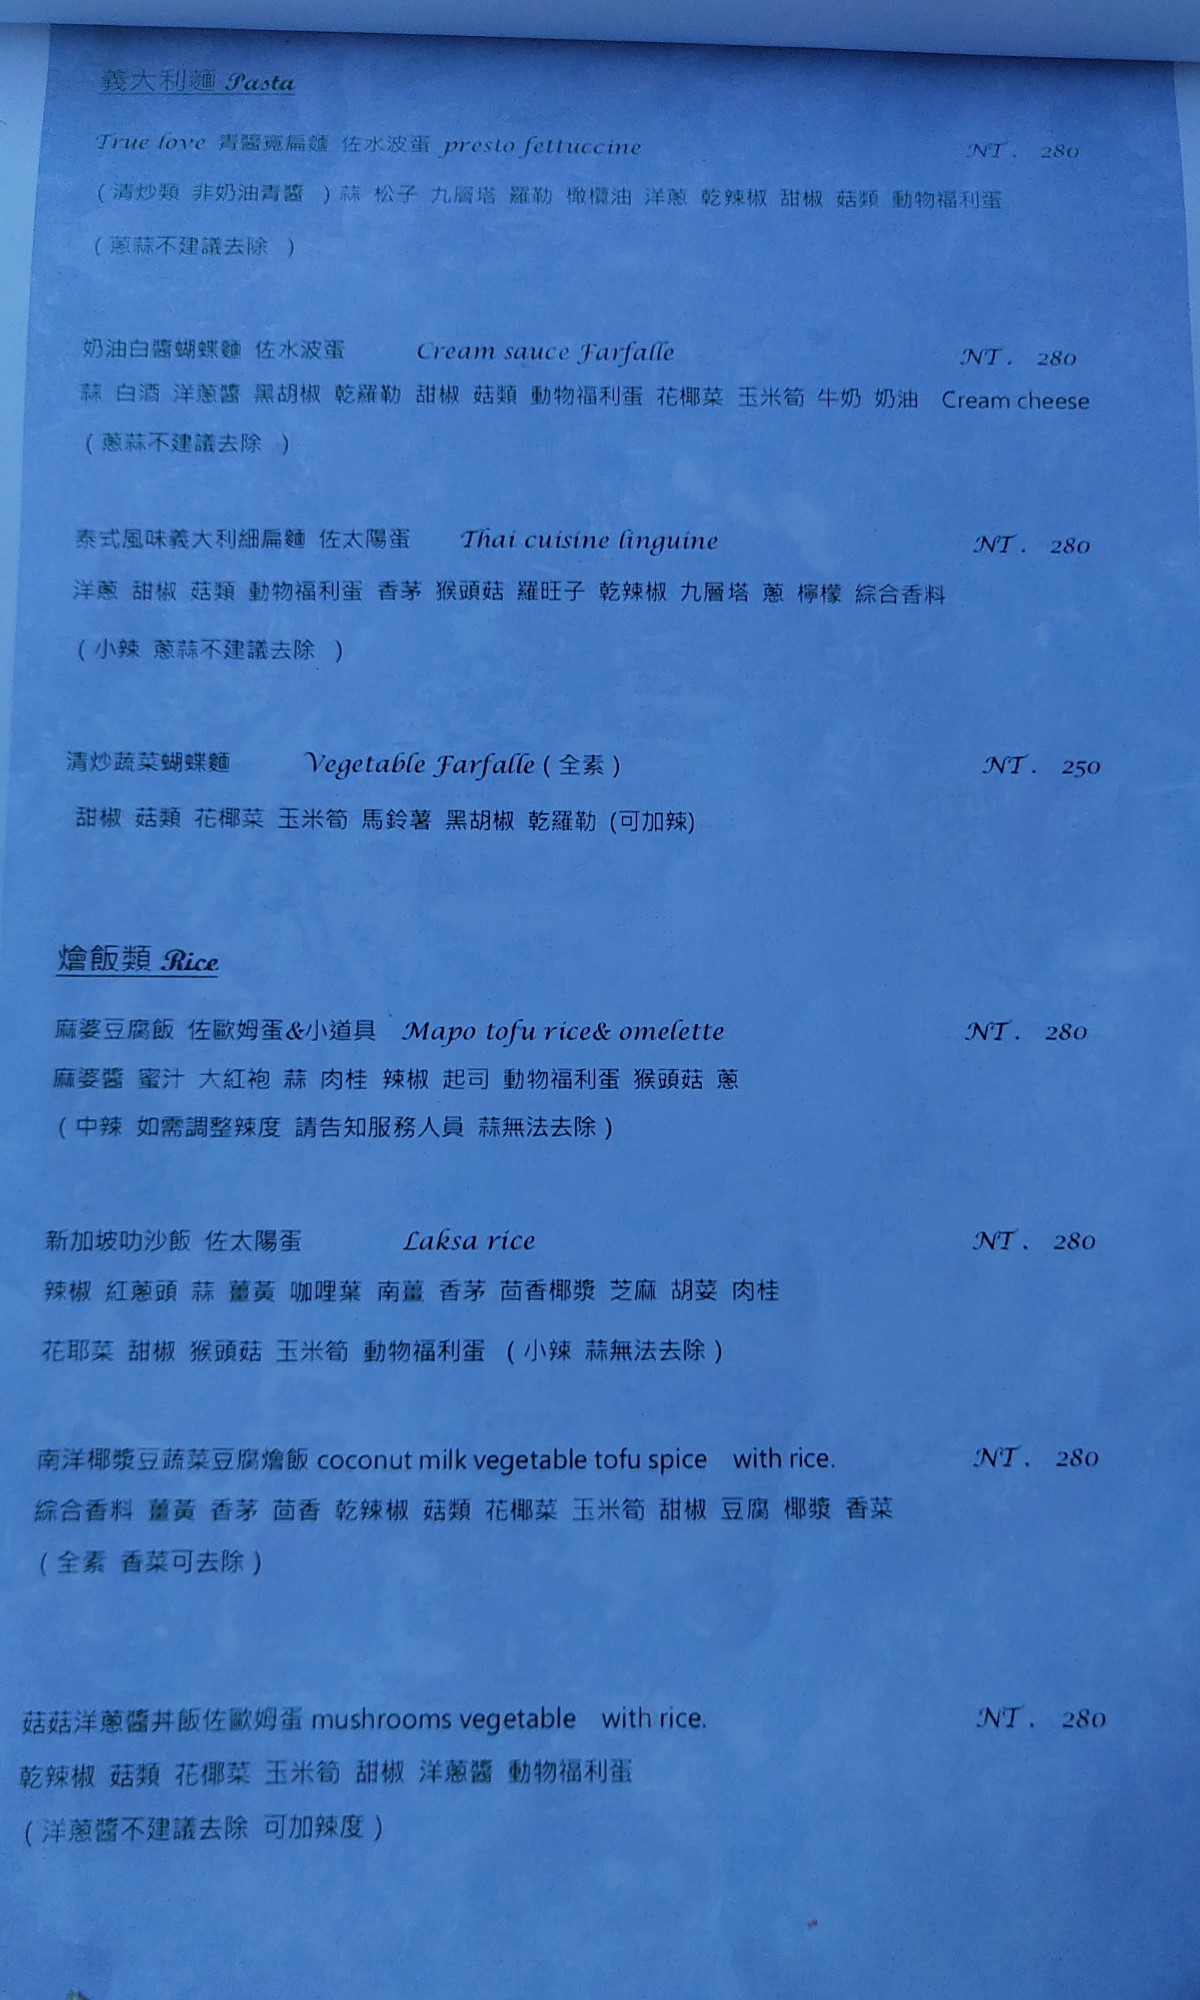 義大利麵 Pasta
True love 青醬寬扁麵 佐水波蛋 presto fettuccine NT. 280
(清炒類 非奶油青醬 ) 蒜 松子 九層塔 羅勒 橄欖油 洋蔥 乾辣椒 甜椒 菇類 動物福利蛋
(蔥蒜不建議去除 )
奶油白醬蝴蝶麵 佐水波蛋 Cream sauce Farfalle NT. 280
蒜 白酒 洋蔥醬 黑胡椒 乾羅勒 甜椒 菇類 動物福利蛋 花椰菜 玉米筍 牛奶 奶油 Cream cheese
(蔥蒜不建議去除 )
泰式風味義大利細扁麵 佐太陽蛋 Thai cuisine linguine NT. 280
洋蔥 甜椒 菇類 動物福利蛋 香茅 猴頭菇 羅旺子 乾辣椒 九層塔 蔥 檸檬 綜合香料
(小辣 蔥蒜不建議去除 )
清炒蔬菜蝴蝶麵 Vegetable Farfalle (全素) NT. 250
甜椒 菇類 花椰菜 玉米筍 馬鈴薯 黑胡椒 乾羅勒 (可加辣)
燴飯類 Rice
麻婆豆腐飯 佐歐姆蛋&小道具 Mapo tofu rice& omelette NT. 280
麻婆醬 蜜汁 大紅袍 蒜 肉桂 辣椒 起司 動物福利蛋 猴頭菇 蔥
(中辣 如需調整辣度 請告知服務人員 蒜無法去除)
新加坡叻沙飯 佐太陽蛋 Laksa rice NT. 280
辣椒 紅蔥頭 蒜 薑黃 咖哩葉 南薑 香茅 茴香椰漿 芝麻 胡荽 肉桂
花耶菜 甜椒 猴頭菇 玉米筍 動物福利蛋 (小辣 蒜無法去除)
南洋椰漿豆蔬菜豆腐燴飯 coconut milk vegetable tofu spice with rice. NT. 280
綜合香料 薑黃 香茅 茴香 乾辣椒 菇類 花椰菜 玉米筍 甜椒 豆腐 椰漿 香菜
(全素 香菜可去除)
菇菇洋蔥醬丼飯佐歐姆蛋 mushrooms vegetable with rice. NT. 280
乾辣椒 菇類 花椰菜 玉米筍 甜椒 洋蔥醬 動物福利蛋
(洋蔥醬不建議去除 可加辣度)